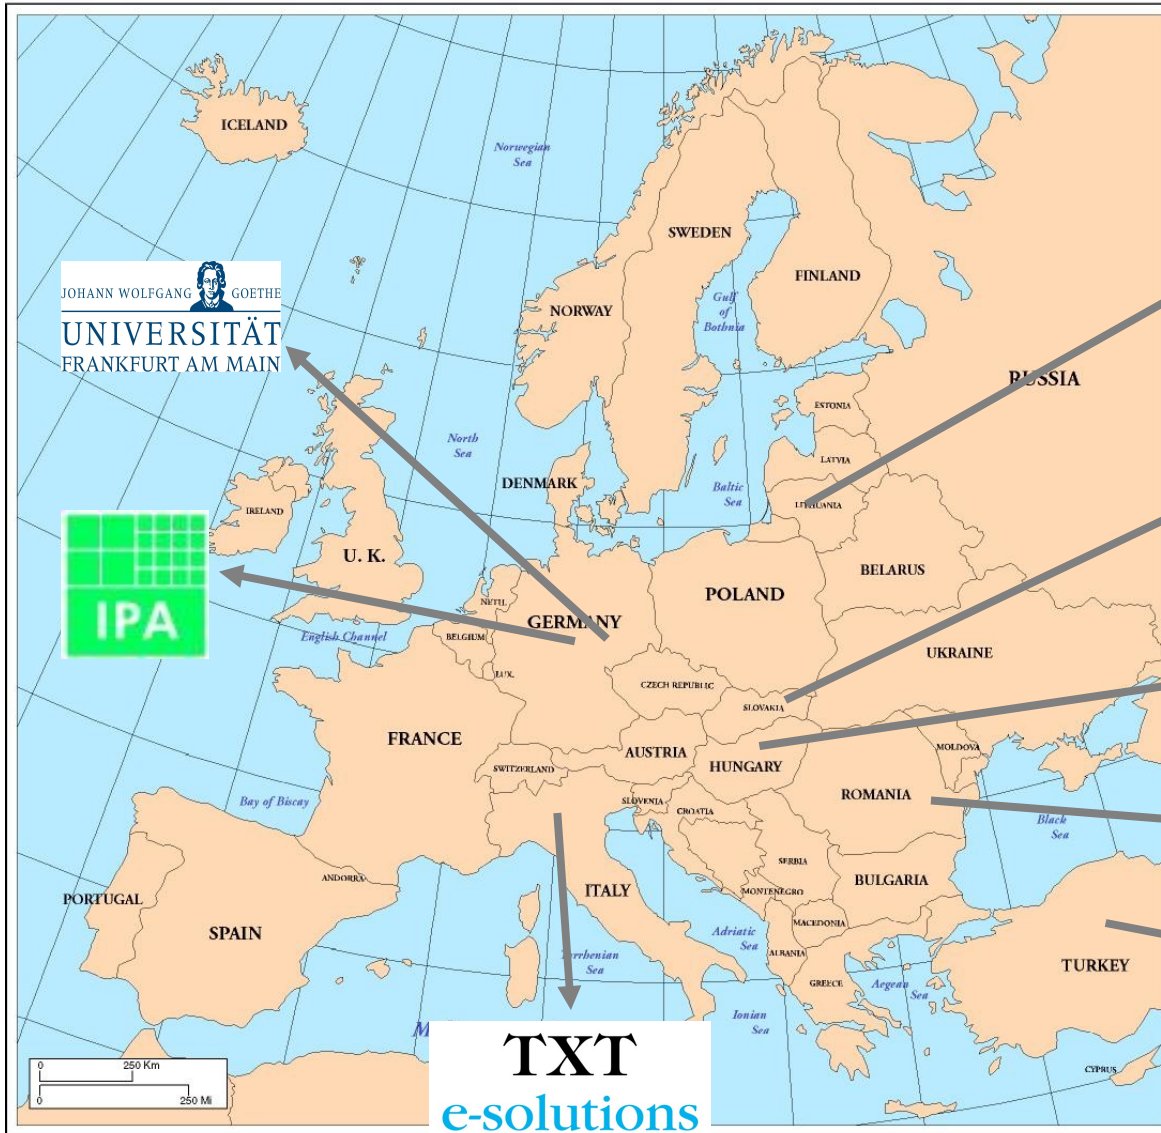 ICELAND
Norwegian
Sea
SWEDEN
FINLAND
JOHANN WOLFGANG GOETHE
UNIVERSITÄT
FRANKFURT AM MAIN
NORWAY
Gulf
of
Bothnia
RUSSIA
ESTONIA
North
Sea
LATVIA
DENMARK
Baltic
Sea
LITHUANIA
IRELAND
U. K.
IPA
BELARUS
POLAND
NETH.
GERMANY
English Channel
BELGIUM
UKRAINE
LUX.
CZECH REPUBLIC
SLOVAKIA
FRANCE
AUSTRIA
MOLDOVA
SWITZERLAND
HUNGARY
ROMANIA
Bay of Biscay
SLOVENIA
CROATIA
Black
Sea
SERBIA
ANDORRA
BULGARIA
ITALY
MONTENEGRO
PORTUGAL
MACEDONIA
SPAIN
Adriatic
Sea
ALBANIA
Tyrrhenian
Sea
TURKEY
GREECE
Aegean
Sea
Ionian
Sea
CYPRUS
0 250 Km
0 250 Mi
TXT
e-solutions